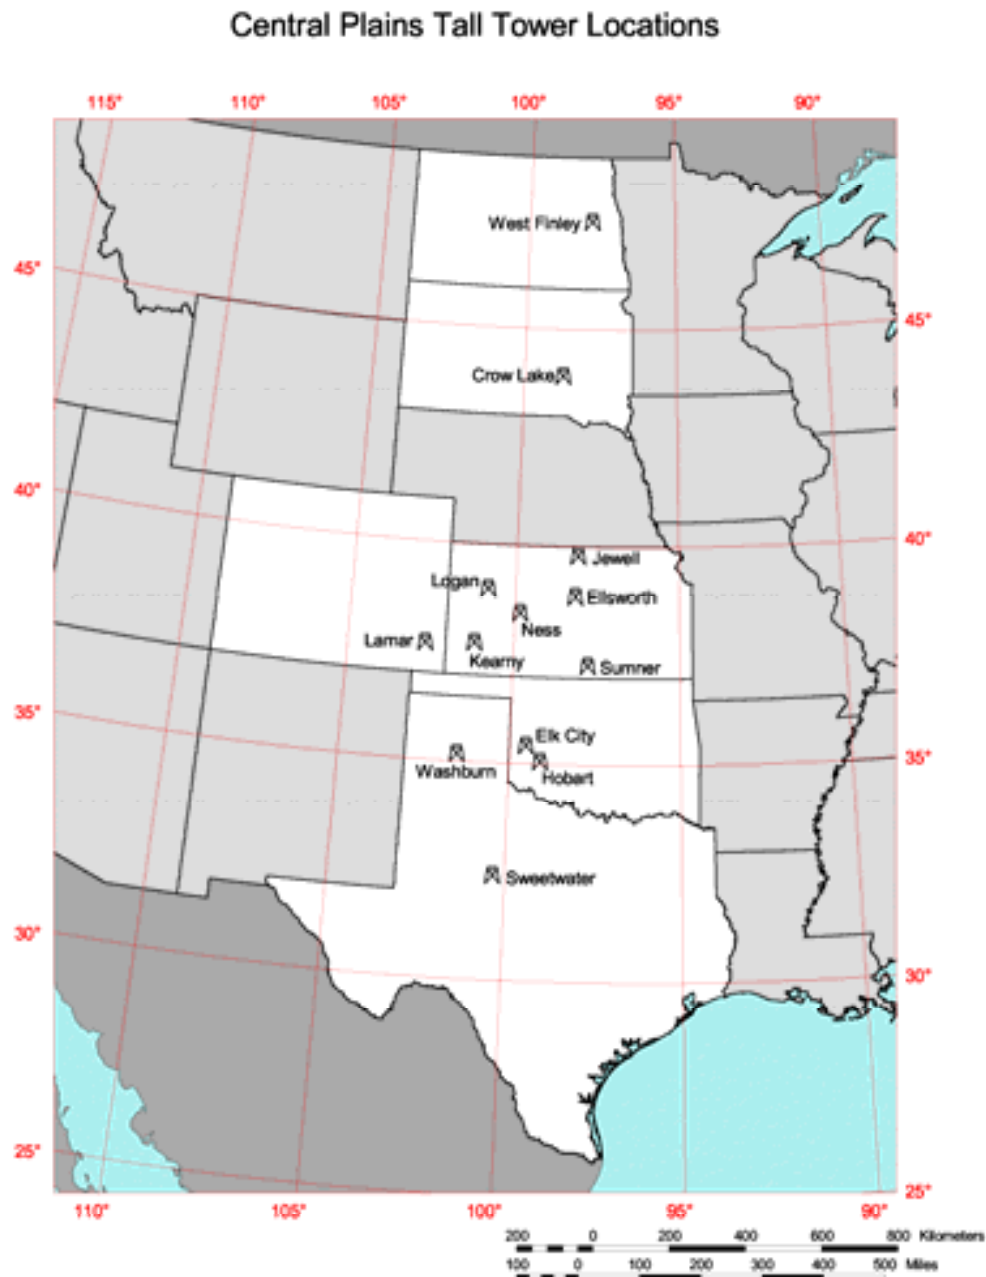 Central Plains Tall Tower Locations
115° 110° 105° 100° 95° 90°
West Finley
45°
45°
Crow Lake
40°
40°
Jewell
Logan
Ellsworth
Ness
Lamar
Kearny
Sumner
35°
Elk City
35°
Washburn
Hobart
Sweetwater
30°
30°
25°
25°
110° 105° 100° 95° 90°
200 0 200 400 600 800 Kilometers
100 0 100 200 300 400 500 Miles